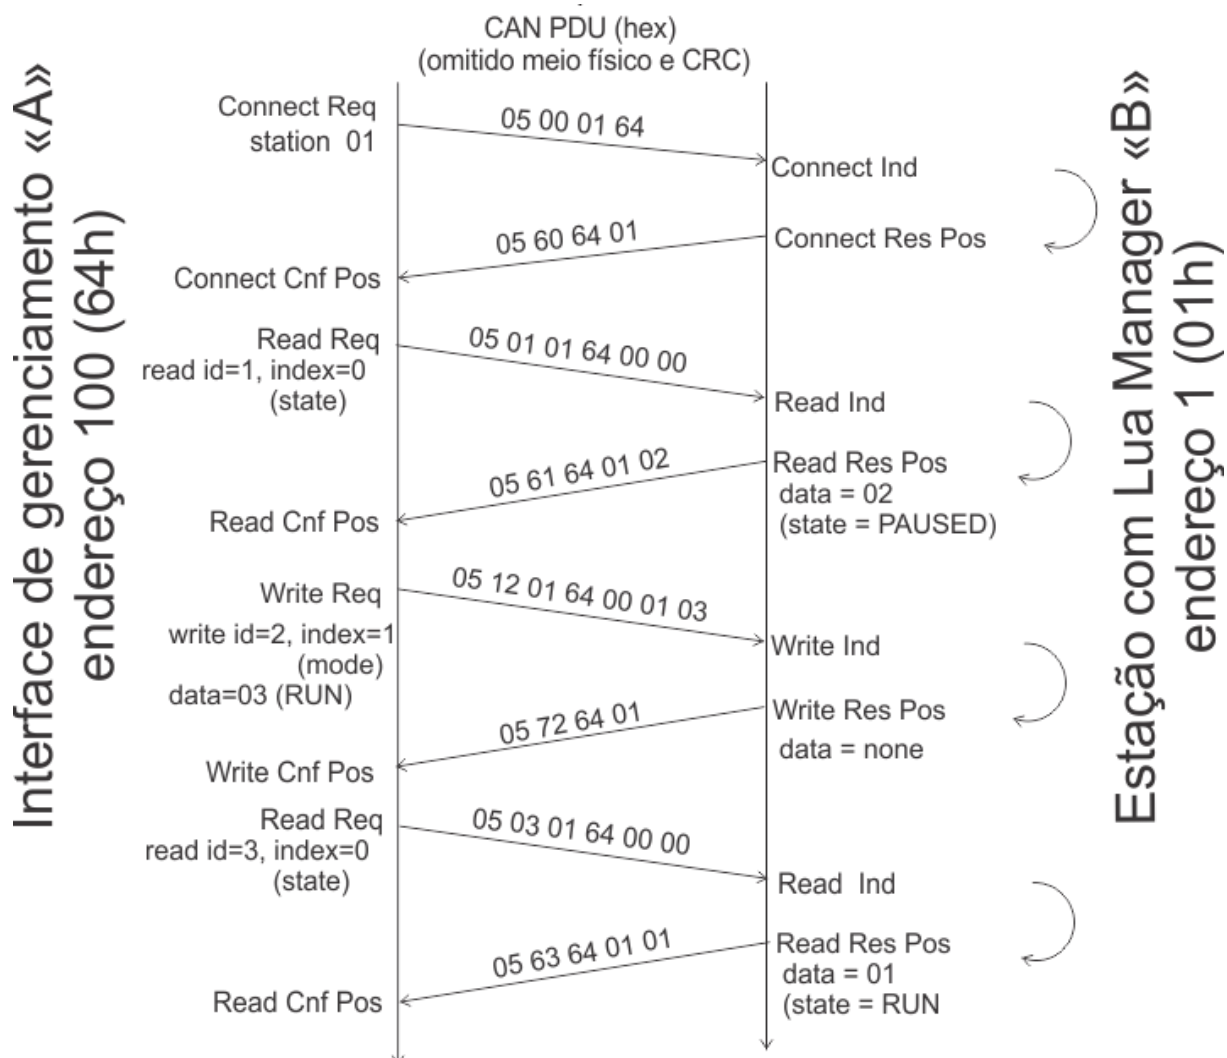 CAN PDU (hex)
(omitido meio físico e CRC)
Interface de gerenciamento «A»
endereço 100 (64h)
Estação com Lua Manager «B»
endereço 1 (01h)
Connect Req
station 01
05 00 01 64
Connect Ind
05 60 64 01
Connect Res Pos
Connect Cnf Pos
Read Req
read id=1, index=0
(state)
05 01 01 64 00 00
Read Ind
05 61 64 01 02
Read Res Pos
data = 02
(state = PAUSED)
Read Cnf Pos
Write Req
write id=2, index=1
(mode)
data=03 (RUN)
05 12 01 64 00 01 03
Write Ind
05 72 64 01
Write Res Pos
data = none
Write Cnf Pos
Read Req
read id=3, index=0
(state)
05 03 01 64 00 00
Read Ind
05 63 64 01 01
Read Res Pos
data = 01
(state = RUN
Read Cnf Pos